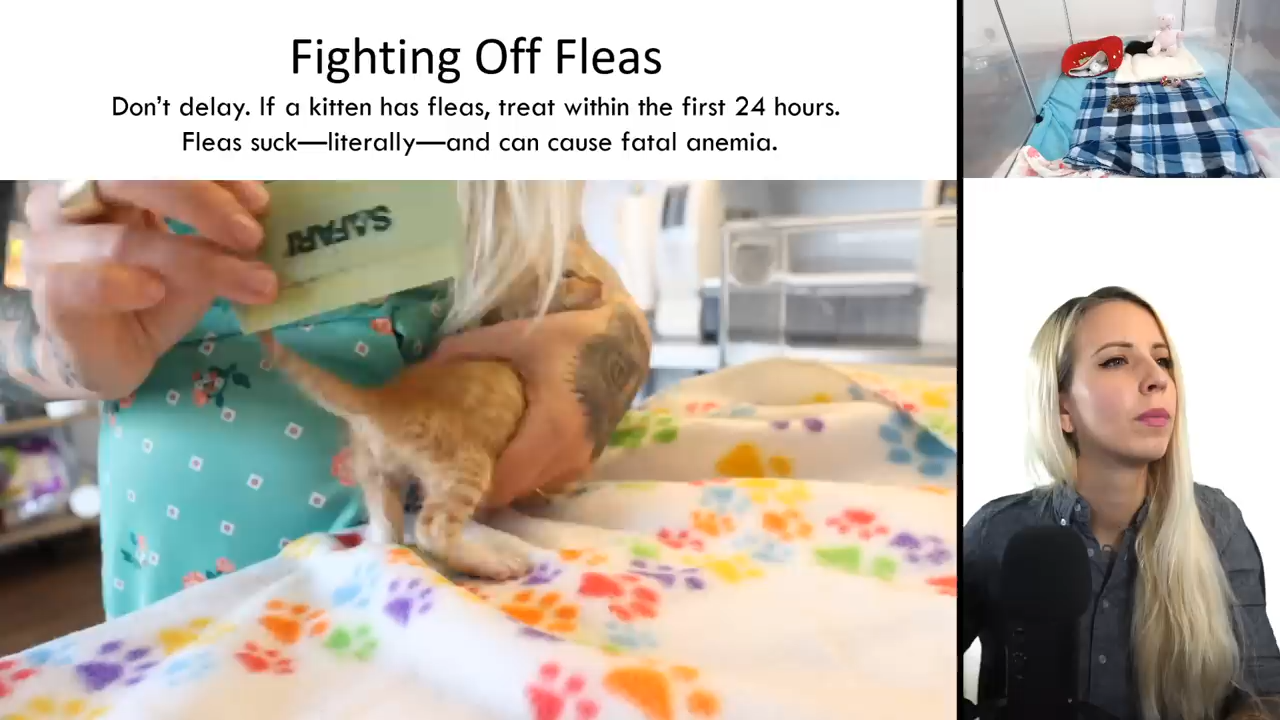 Fighting Off Fleas
Don’t delay. If a kitten has fleas, treat within the first 24 hours.
Fleas suck—literally—and can cause fatal anemia.
SAFARI